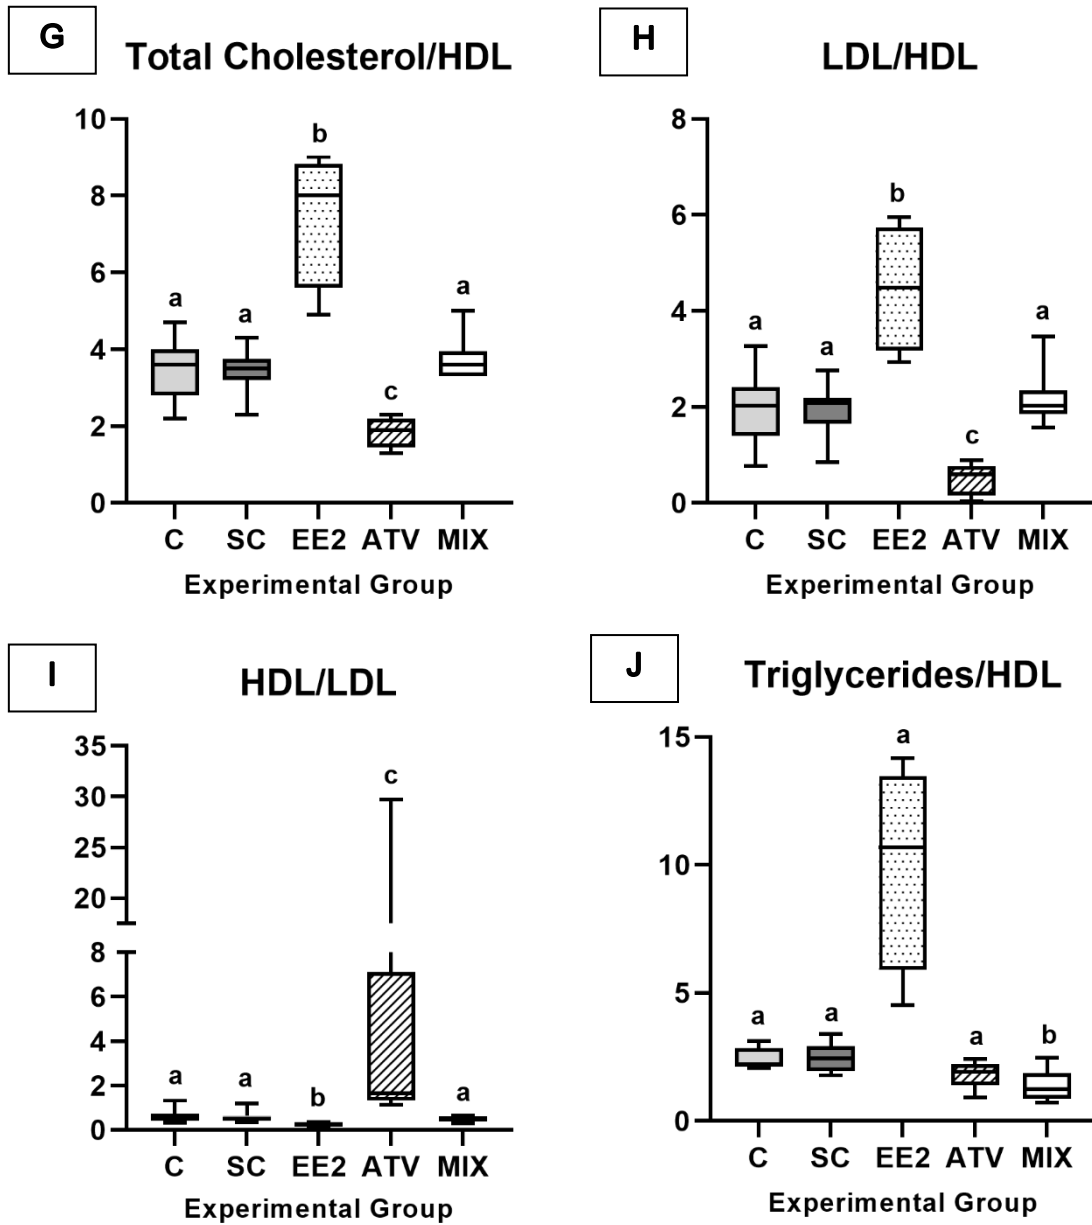 G
Total Cholesterol/HDL
10
8
6
4
2
0
a
a
b
c
a
C SC EE2 ATV MIX
Experimental Group
H
LDL/HDL
8
6
4
2
0
a
a
b
c
a
C SC EE2 ATV MIX
Experimental Group
I
HDL/LDL
35
30
25
20
8
6
4
2
0
a
a
b
c
a
C SC EE2 ATV MIX
Experimental Group
J
Triglycerides/HDL
15
10
5
0
a
a
a
a
b
C SC EE2 ATV MIX
Experimental Group